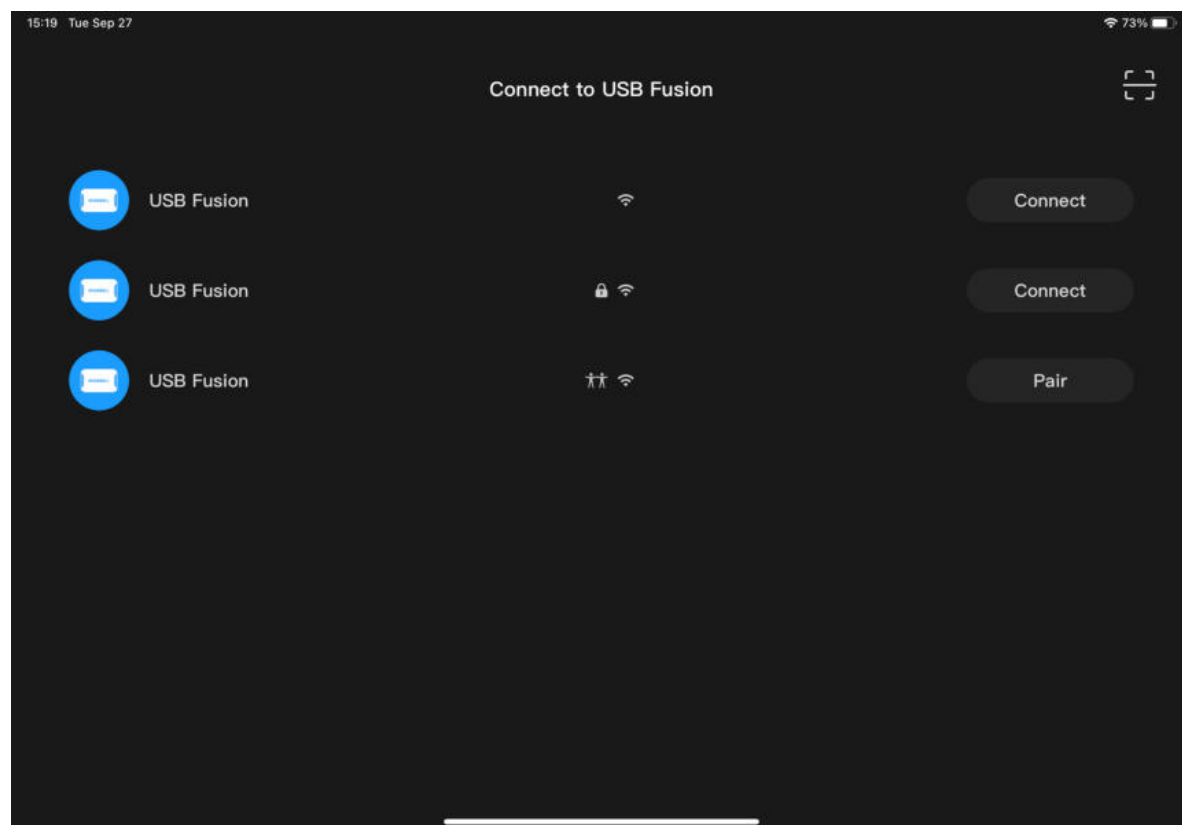 15:19 Tue Sep 27
73%
Connect to USB Fusion
USB Fusion
Connect
USB Fusion
Connect
USB Fusion
Pair